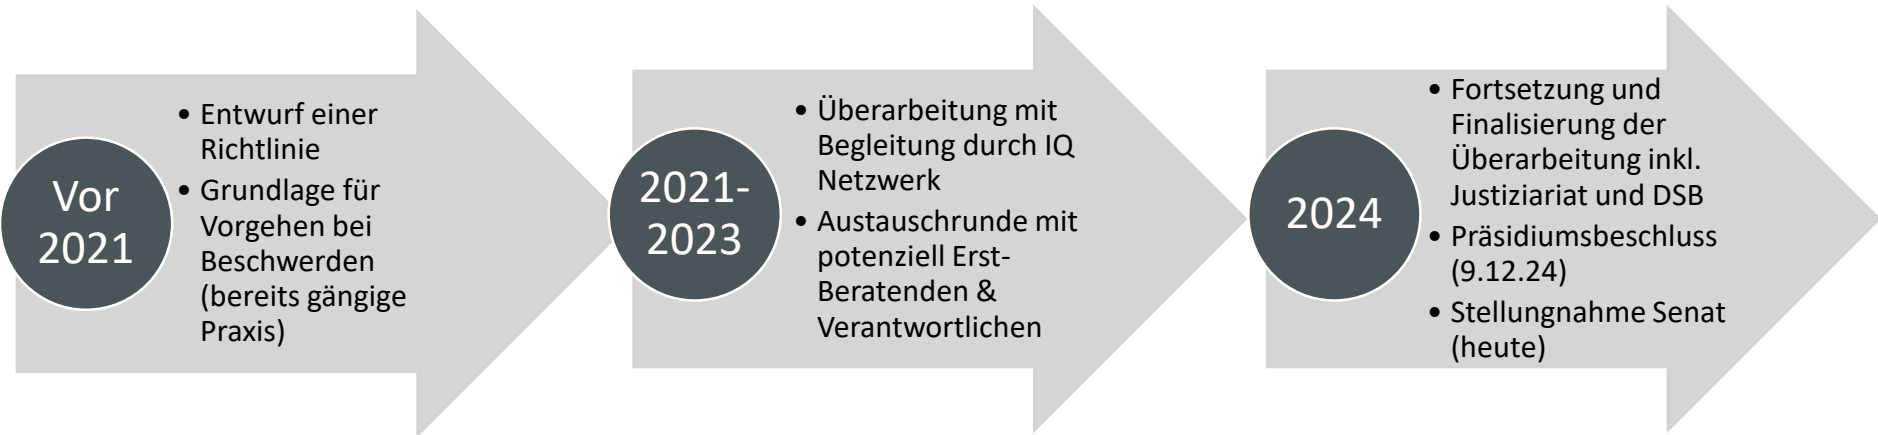 Vor
2021
• Entwurf einer
Richtlinie
• Grundlage für
Vorgehen bei
Beschwerden
(bereits gängige
Praxis)
2021-
2023
• Überarbeitung mit
Begleitung durch IQ
Netzwerk
• Austauschrunde mit
potenziell Erst-
Beratenden &
Verantwortlichen
2024
• Fortsetzung und
Finalisierung der
Überarbeitung inkl.
Justiziariat und DSB
• Präsidiumsbeschluss
(9.12.24)
• Stellungnahme Senat
(heute)